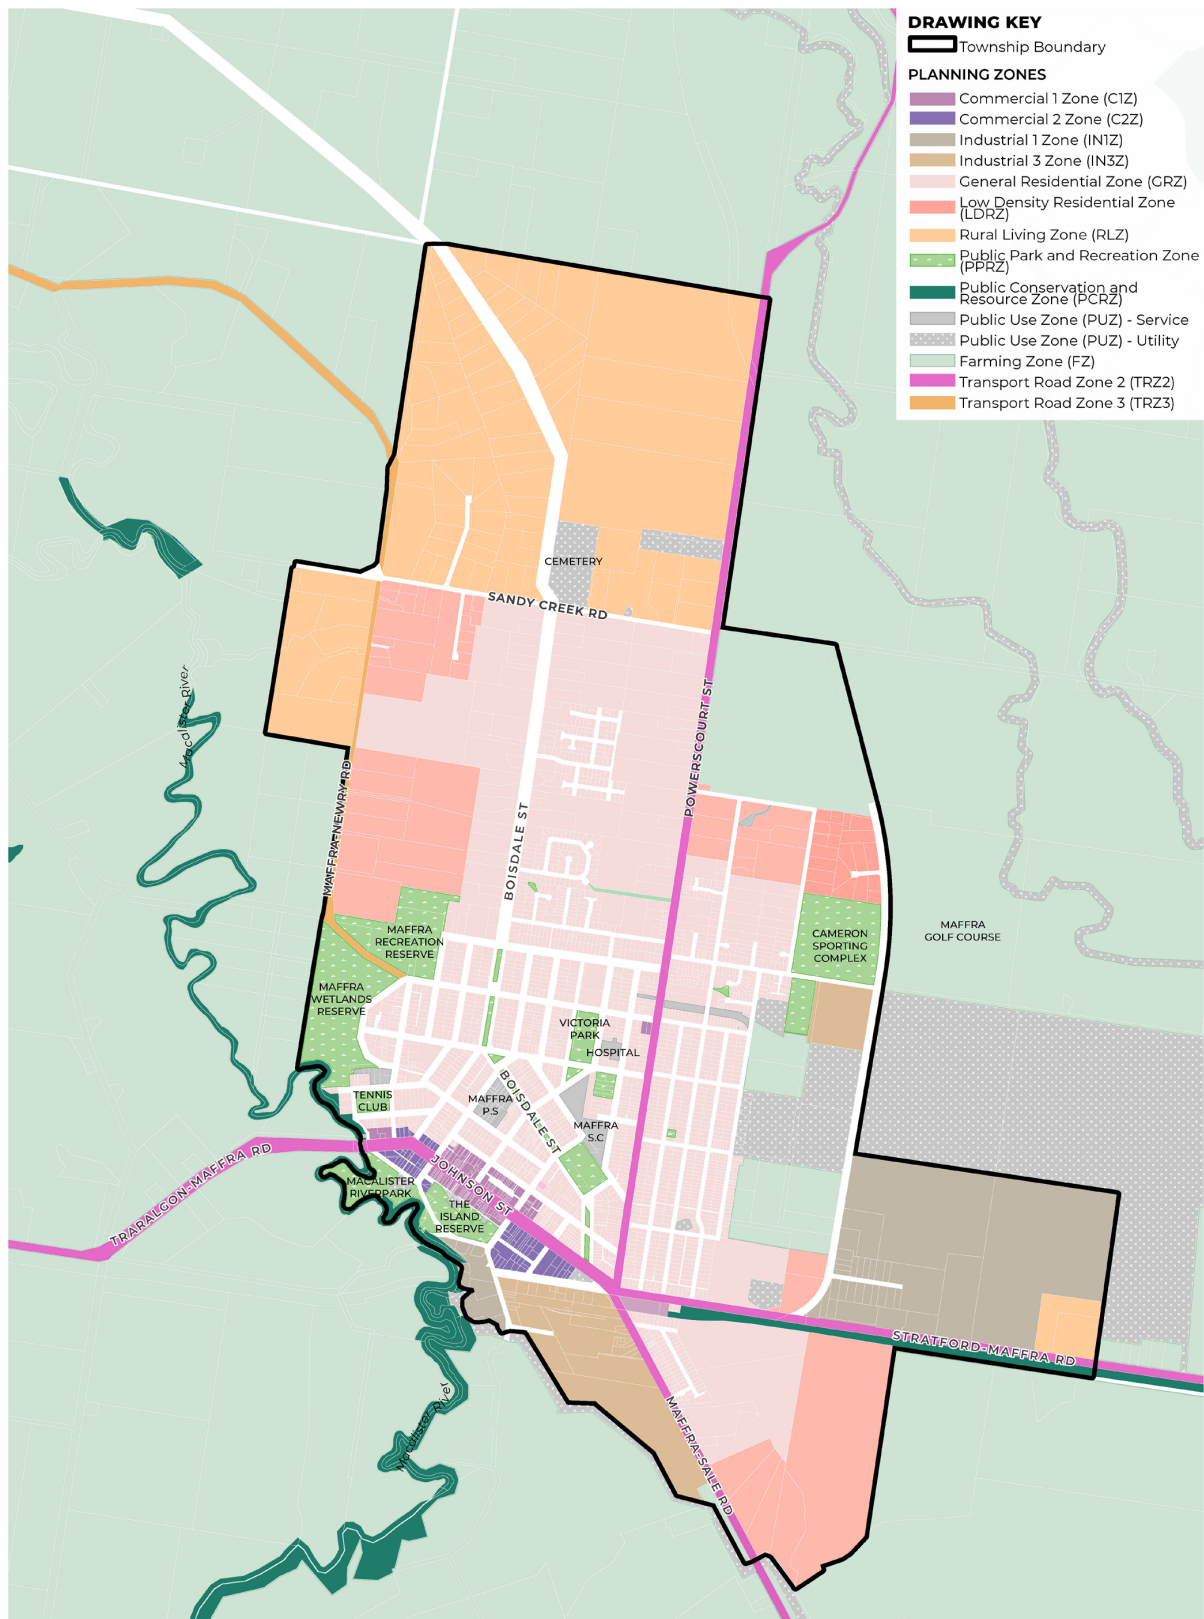 DRAWING KEY
Township Boundary
PLANNING ZONES
Commercial 1 Zone (C1Z)
Commercial 2 Zone (C2Z)
Industrial 1 Zone (IN1Z)
Industrial 3 Zone (IN3Z)
General Residential Zone (GRZ)
Low Density Residential Zone
(LDRZ)
Rural Living Zone (RLZ)
Public Park and Recreation Zone
(PPRZ)
Public Conservation and
Resource Zone (PCRZ)
Public Use Zone (PUZ) - Service
Public Use Zone (PUZ) - Utility
Farming Zone (FZ)
Transport Road Zone 2 (TRZ2)
Transport Road Zone 3 (TRZ3)
CEMETERY
SANDY CREEK RD
Macalister River
POWERSCOURT ST
MAFFRA-NEWRY RD
BOISDALE ST
MAFFRA
RECREATION
RESERVE
CAMERON
SPORTING
COMPLEX
MAFFRA
GOLF COURSE
MAFFRA
WETLANDS
RESERVE
VICTORIA
PARK
HOSPITAL
BOISDALE ST
TENNIS
CLUB
MAFFRA
P.S
MAFFRA
S.C
TRARALGON-MAFFRA RD
JOHNSON ST
MACALISTER
RIVERPARK
THE
ISLAND
RESERVE
STRATFORD-MAFFRA RD
Macalister River
MAFFRA-SALE RD